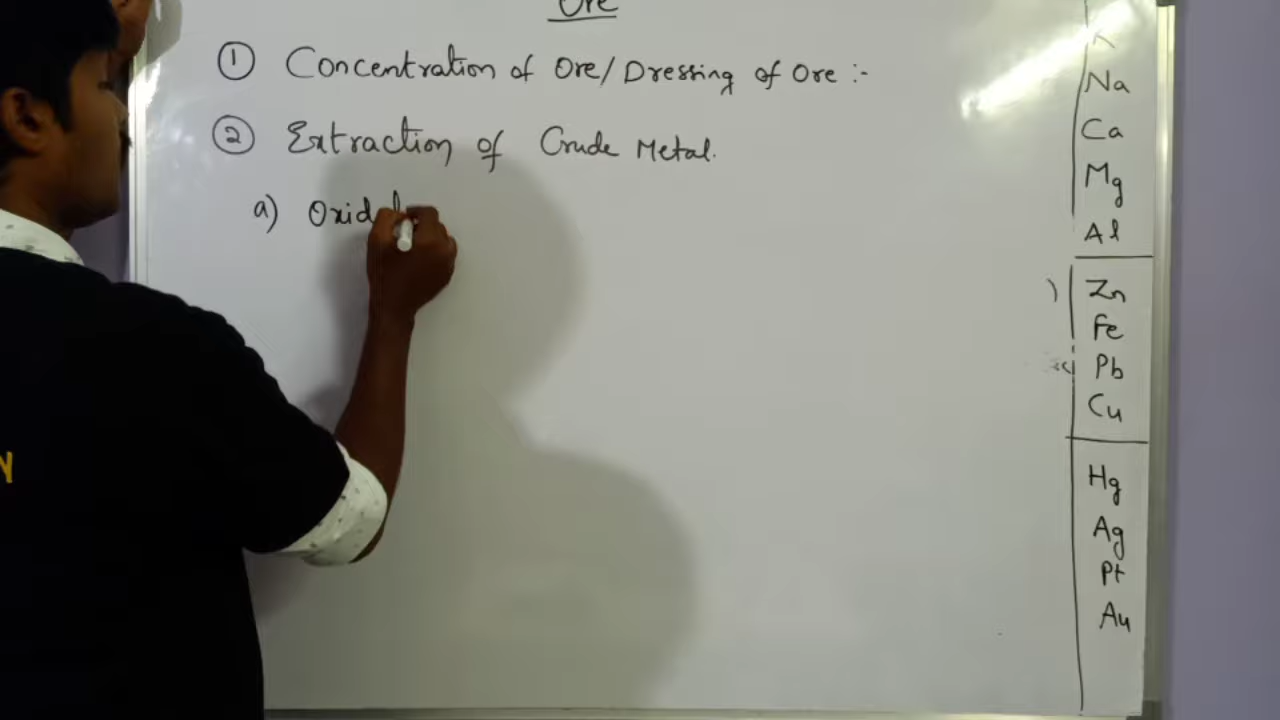 Ore
① Concentration of Ore/Dressing of Ore :-
② Extraction of Crude Metal.
a) Oxid
K
Na
Ca
Mg
Al
Zn
Fe
Pb
Cu
Hg
Ag
Pt
Au
N